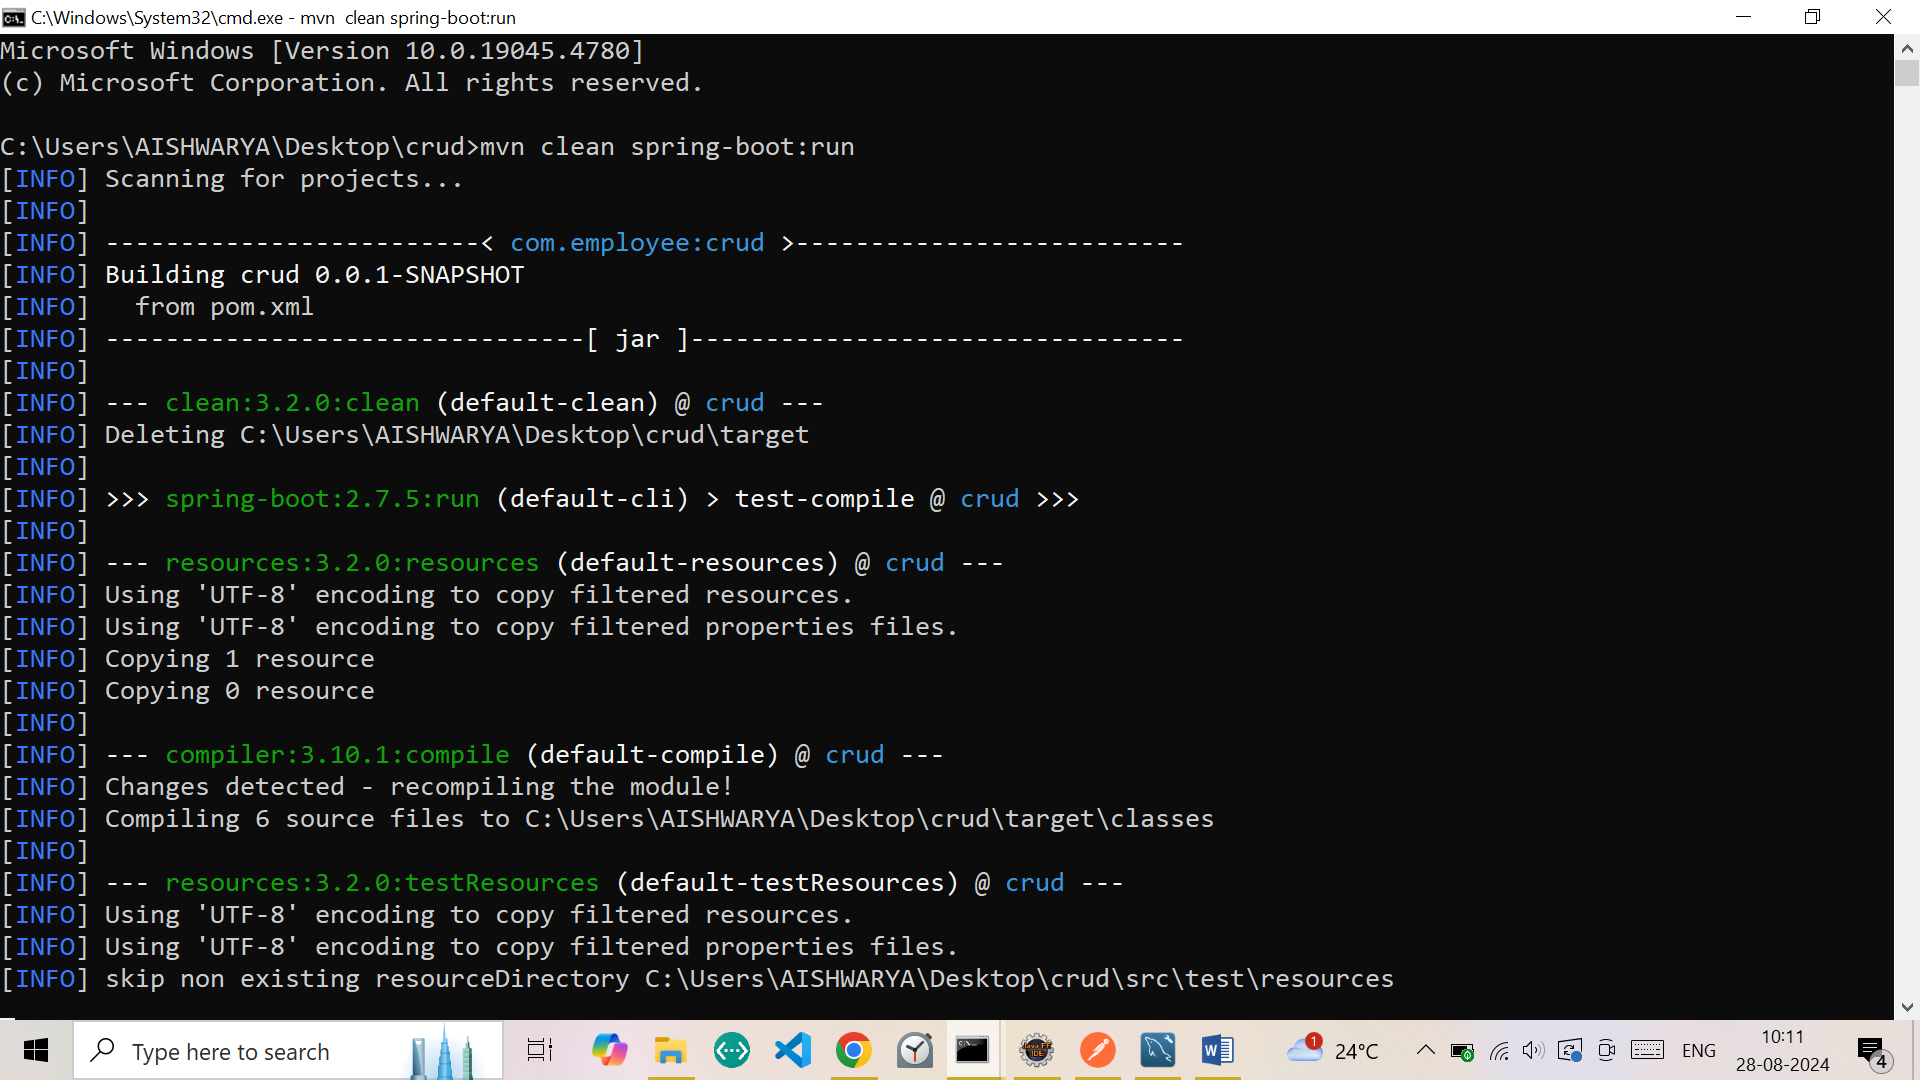 C:\Windows\System32\cmd.exe - mvn  clean spring-boot:run
Microsoft Windows [Version 10.0.19045.4780]
(c) Microsoft Corporation. All rights reserved.
C:\Users\AISHWARYA\Desktop\crud>mvn clean spring-boot:run
[INFO] Scanning for projects...
[INFO]
[INFO] -------------------------< com.employee:crud >--------------------------
[INFO] Building crud 0.0.1-SNAPSHOT
[INFO]   from pom.xml
[INFO] --------------------------------[ jar ]---------------------------------
[INFO]
[INFO] --- clean:3.2.0:clean (default-clean) @ crud ---
[INFO] Deleting C:\Users\AISHWARYA\Desktop\crud\target
[INFO]
[INFO] >>> spring-boot:2.7.5:run (default-cli) > test-compile @ crud >>>
[INFO]
[INFO] --- resources:3.2.0:resources (default-resources) @ crud ---
[INFO] Using 'UTF-8' encoding to copy filtered resources.
[INFO] Using 'UTF-8' encoding to copy filtered properties files.
[INFO] Copying 1 resource
[INFO] Copying 0 resource
[INFO]
[INFO] --- compiler:3.10.1:compile (default-compile) @ crud ---
[INFO] Changes detected - recompiling the module!
[INFO] Compiling 6 source files to C:\Users\AISHWARYA\Desktop\crud\target\classes
[INFO]
[INFO] --- resources:3.2.0:testResources (default-testResources) @ crud ---
[INFO] Using 'UTF-8' encoding to copy filtered resources.
[INFO] Using 'UTF-8' encoding to copy filtered properties files.
[INFO] skip non existing resourceDirectory C:\Users\AISHWARYA\Desktop\crud\src\test\resources
Type here to search
Java EE
IDE
1
24°C
ENG
10:11
28-08-2024
4